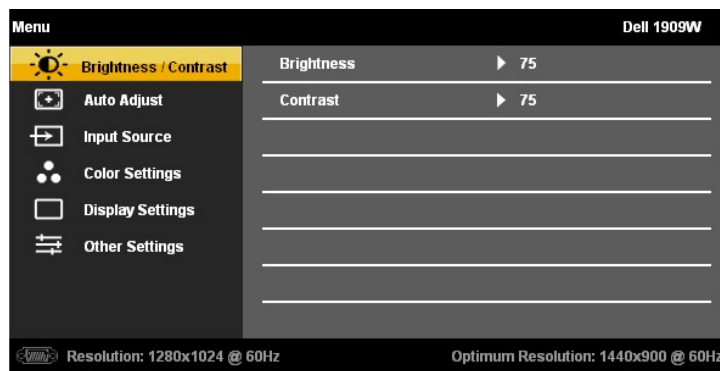 Menu Dell 1909W
Brightness / Contrast Brightness 75
Auto Adjust Contrast 75
Input Source
Color Settings
Display Settings
Other Settings
Resolution: 1280x1024 @ 60Hz Optimum Resolution: 1440x900 @ 60Hz